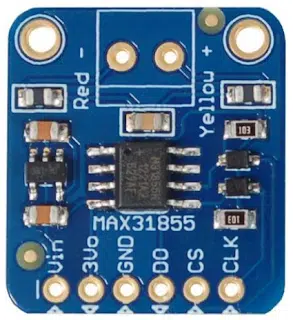 - +
Red
Yellow
103
MAX31855
E01
Vin
3Vo
GND
DO
CS
CLK